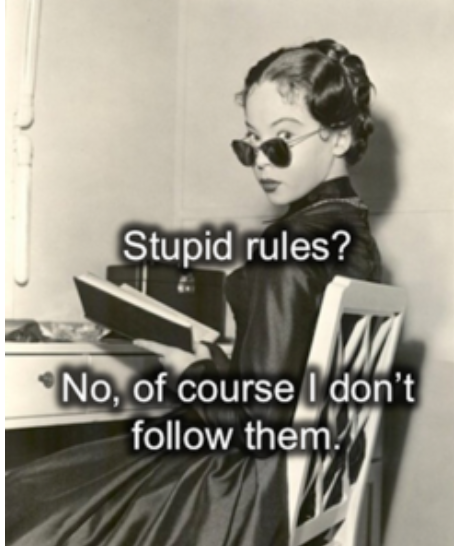 Stupid rules?
No, of course I don't
follow them.